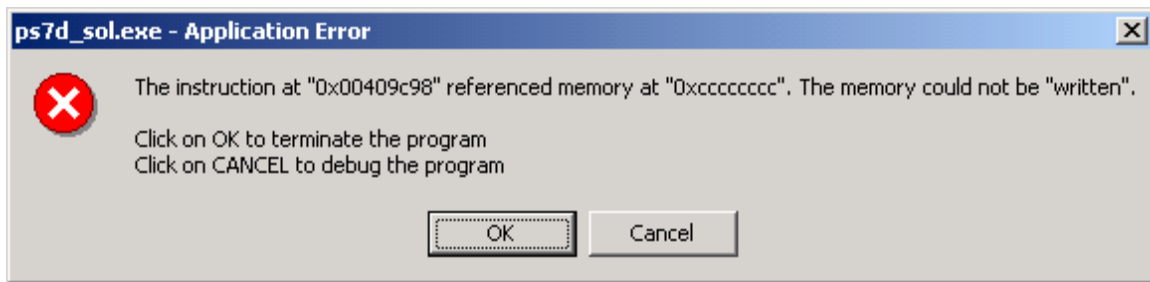 ps7d_sol.exe - Application Error
The instruction at "0x00409c98" referenced memory at "0xcccccccc". The memory could not be "written".
Click on OK to terminate the program
Click on CANCEL to debug the program
OK Cancel